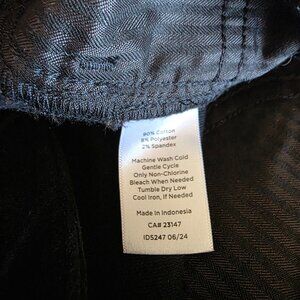 90% Cotton
8% Polyester
2% Spandex
Machine Wash Cold
Gentle Cycle
Only Non-Chlorine
Bleach When Needed
Tumble Dry Low
Cool Iron, If Needed
Made in Indonesia
CA# 23147
ID5247 06/24